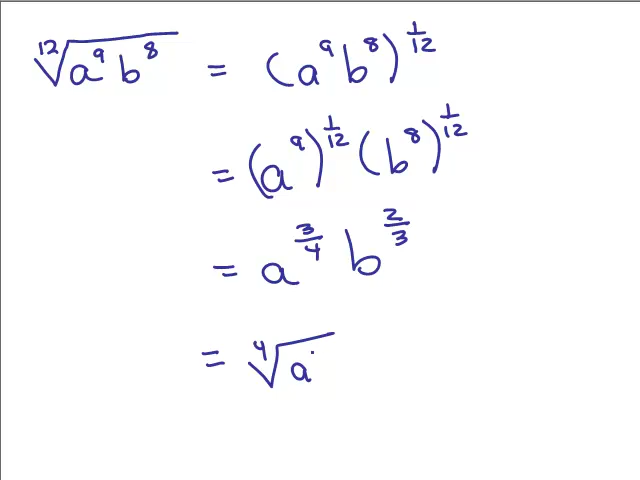 ¹²√(a⁹b⁸) = (a⁹b⁸)^(1/12)
= (a⁹)^(1/12) (b⁸)^(1/12)
= a^(3/4) b^(2/3)
= ⁴√a